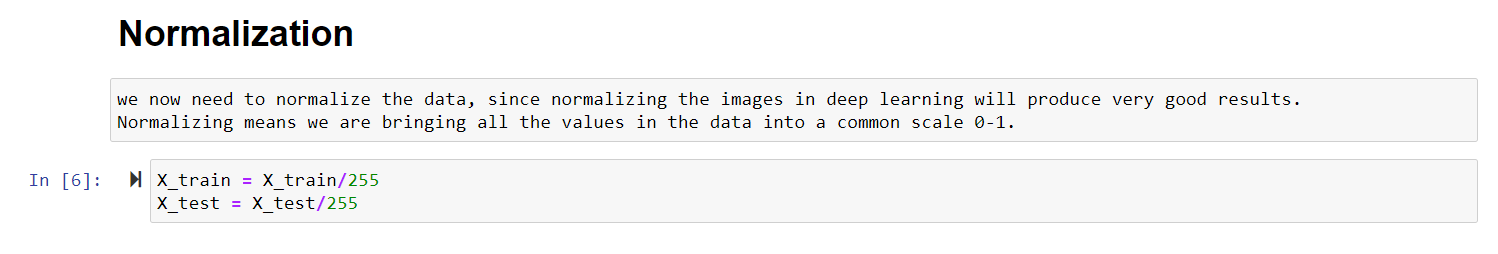 Normalization
we now need to normalize the data, since normalizing the images in deep learning will produce very good results.
Normalizing means we are bringing all the values in the data into a common scale 0-1.
In [6]: X_train = X_train/255
X_test = X_test/255